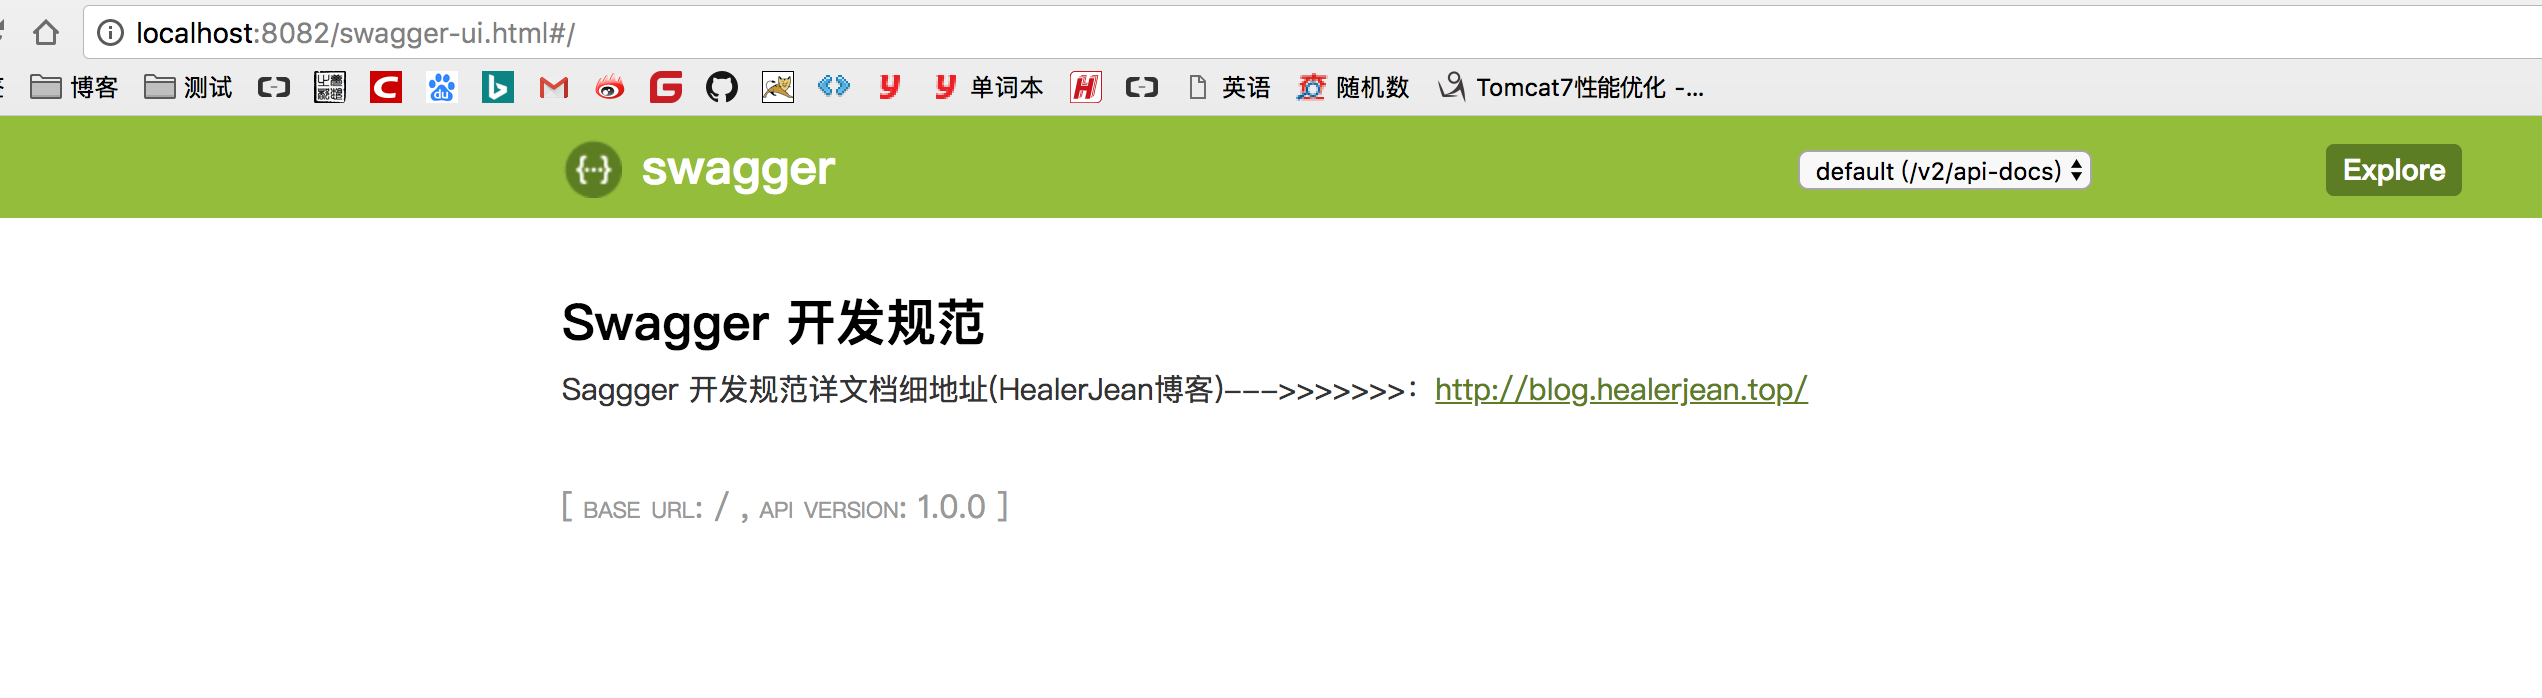 localhost:8082/swagger-ui.html#/
博客 测试 单词本 英语 随机数 Tomcat7性能优化 -...
swagger default (/v2/api-docs) Explore
Swagger 开发规范
Saggger 开发规范详文档细地址(HealerJean博客)--->>>>>>>：http://blog.healerjean.top/
[ BASE URL: / , API VERSION: 1.0.0 ]